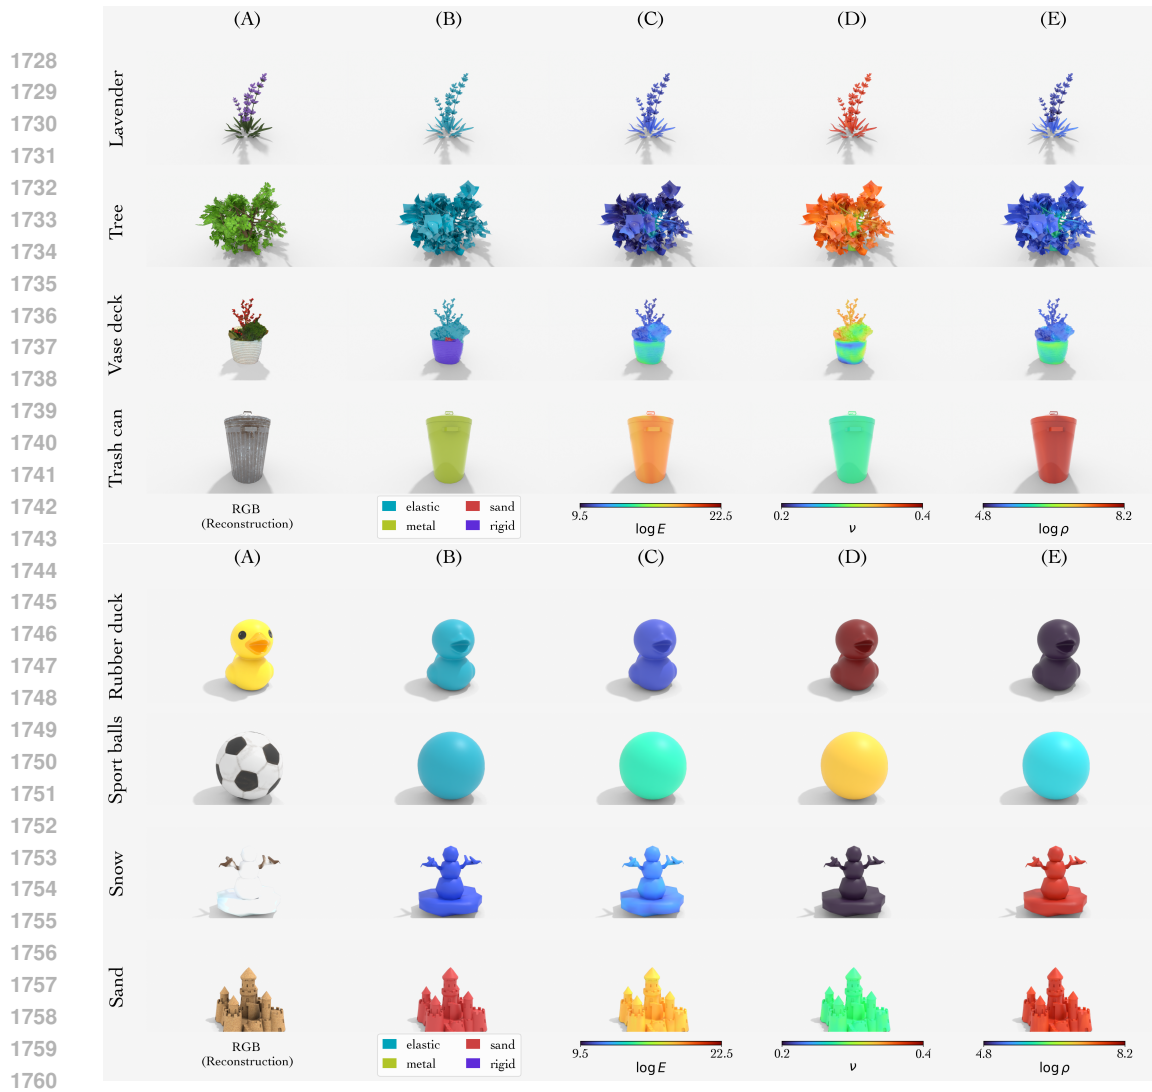 (A) (B) (C) (D) (E)
1728
1729
Lavender
1730
1731
1732
1733
Tree
1734
1735
1736
Vase deck
1737
1738
1739
1740
Trash can
1741
1742
RGB
(Reconstruction)
elastic sand
metal rigid
9.5 22.5
log E
0.2 0.4
ν
4.8 8.2
log ρ
1743
(A) (B) (C) (D) (E)
1744
1745
1746
Rubber duck
1747
1748
1749
1750
Sport balls
1751
1752
1753
Snow
1754
1755
1756
1757
Sand
1758
1759
RGB
(Reconstruction)
elastic sand
metal rigid
9.5 22.5
log E
0.2 0.4
ν
4.8 8.2
log ρ
1760